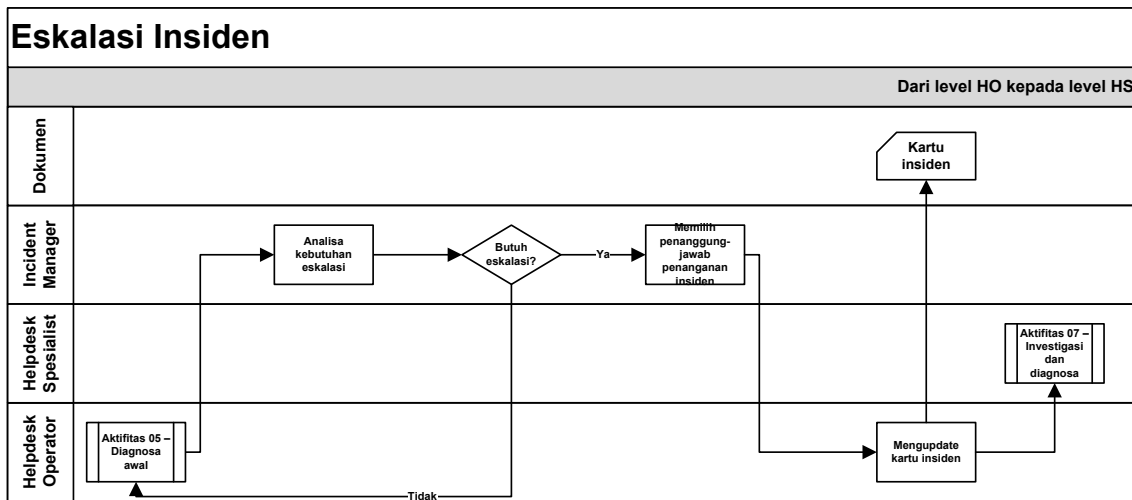 Eskalasi Insiden
Dari level HO kepada level HS
Dokumen
Kartu
insiden
Incident
Manager
Analisa
kebutuhan
eskalasi
Butuh
eskalasi?
Ya
Memilih
penanggung-
jawab
penanganan
insiden
Helpdesk
Spesialist
Aktifitas 07 –
Investigasi
dan
diagnosa
Helpdesk
Operator
Aktifitas 05 –
Diagnosa
awal
Mengupdate
kartu insiden
Tidak